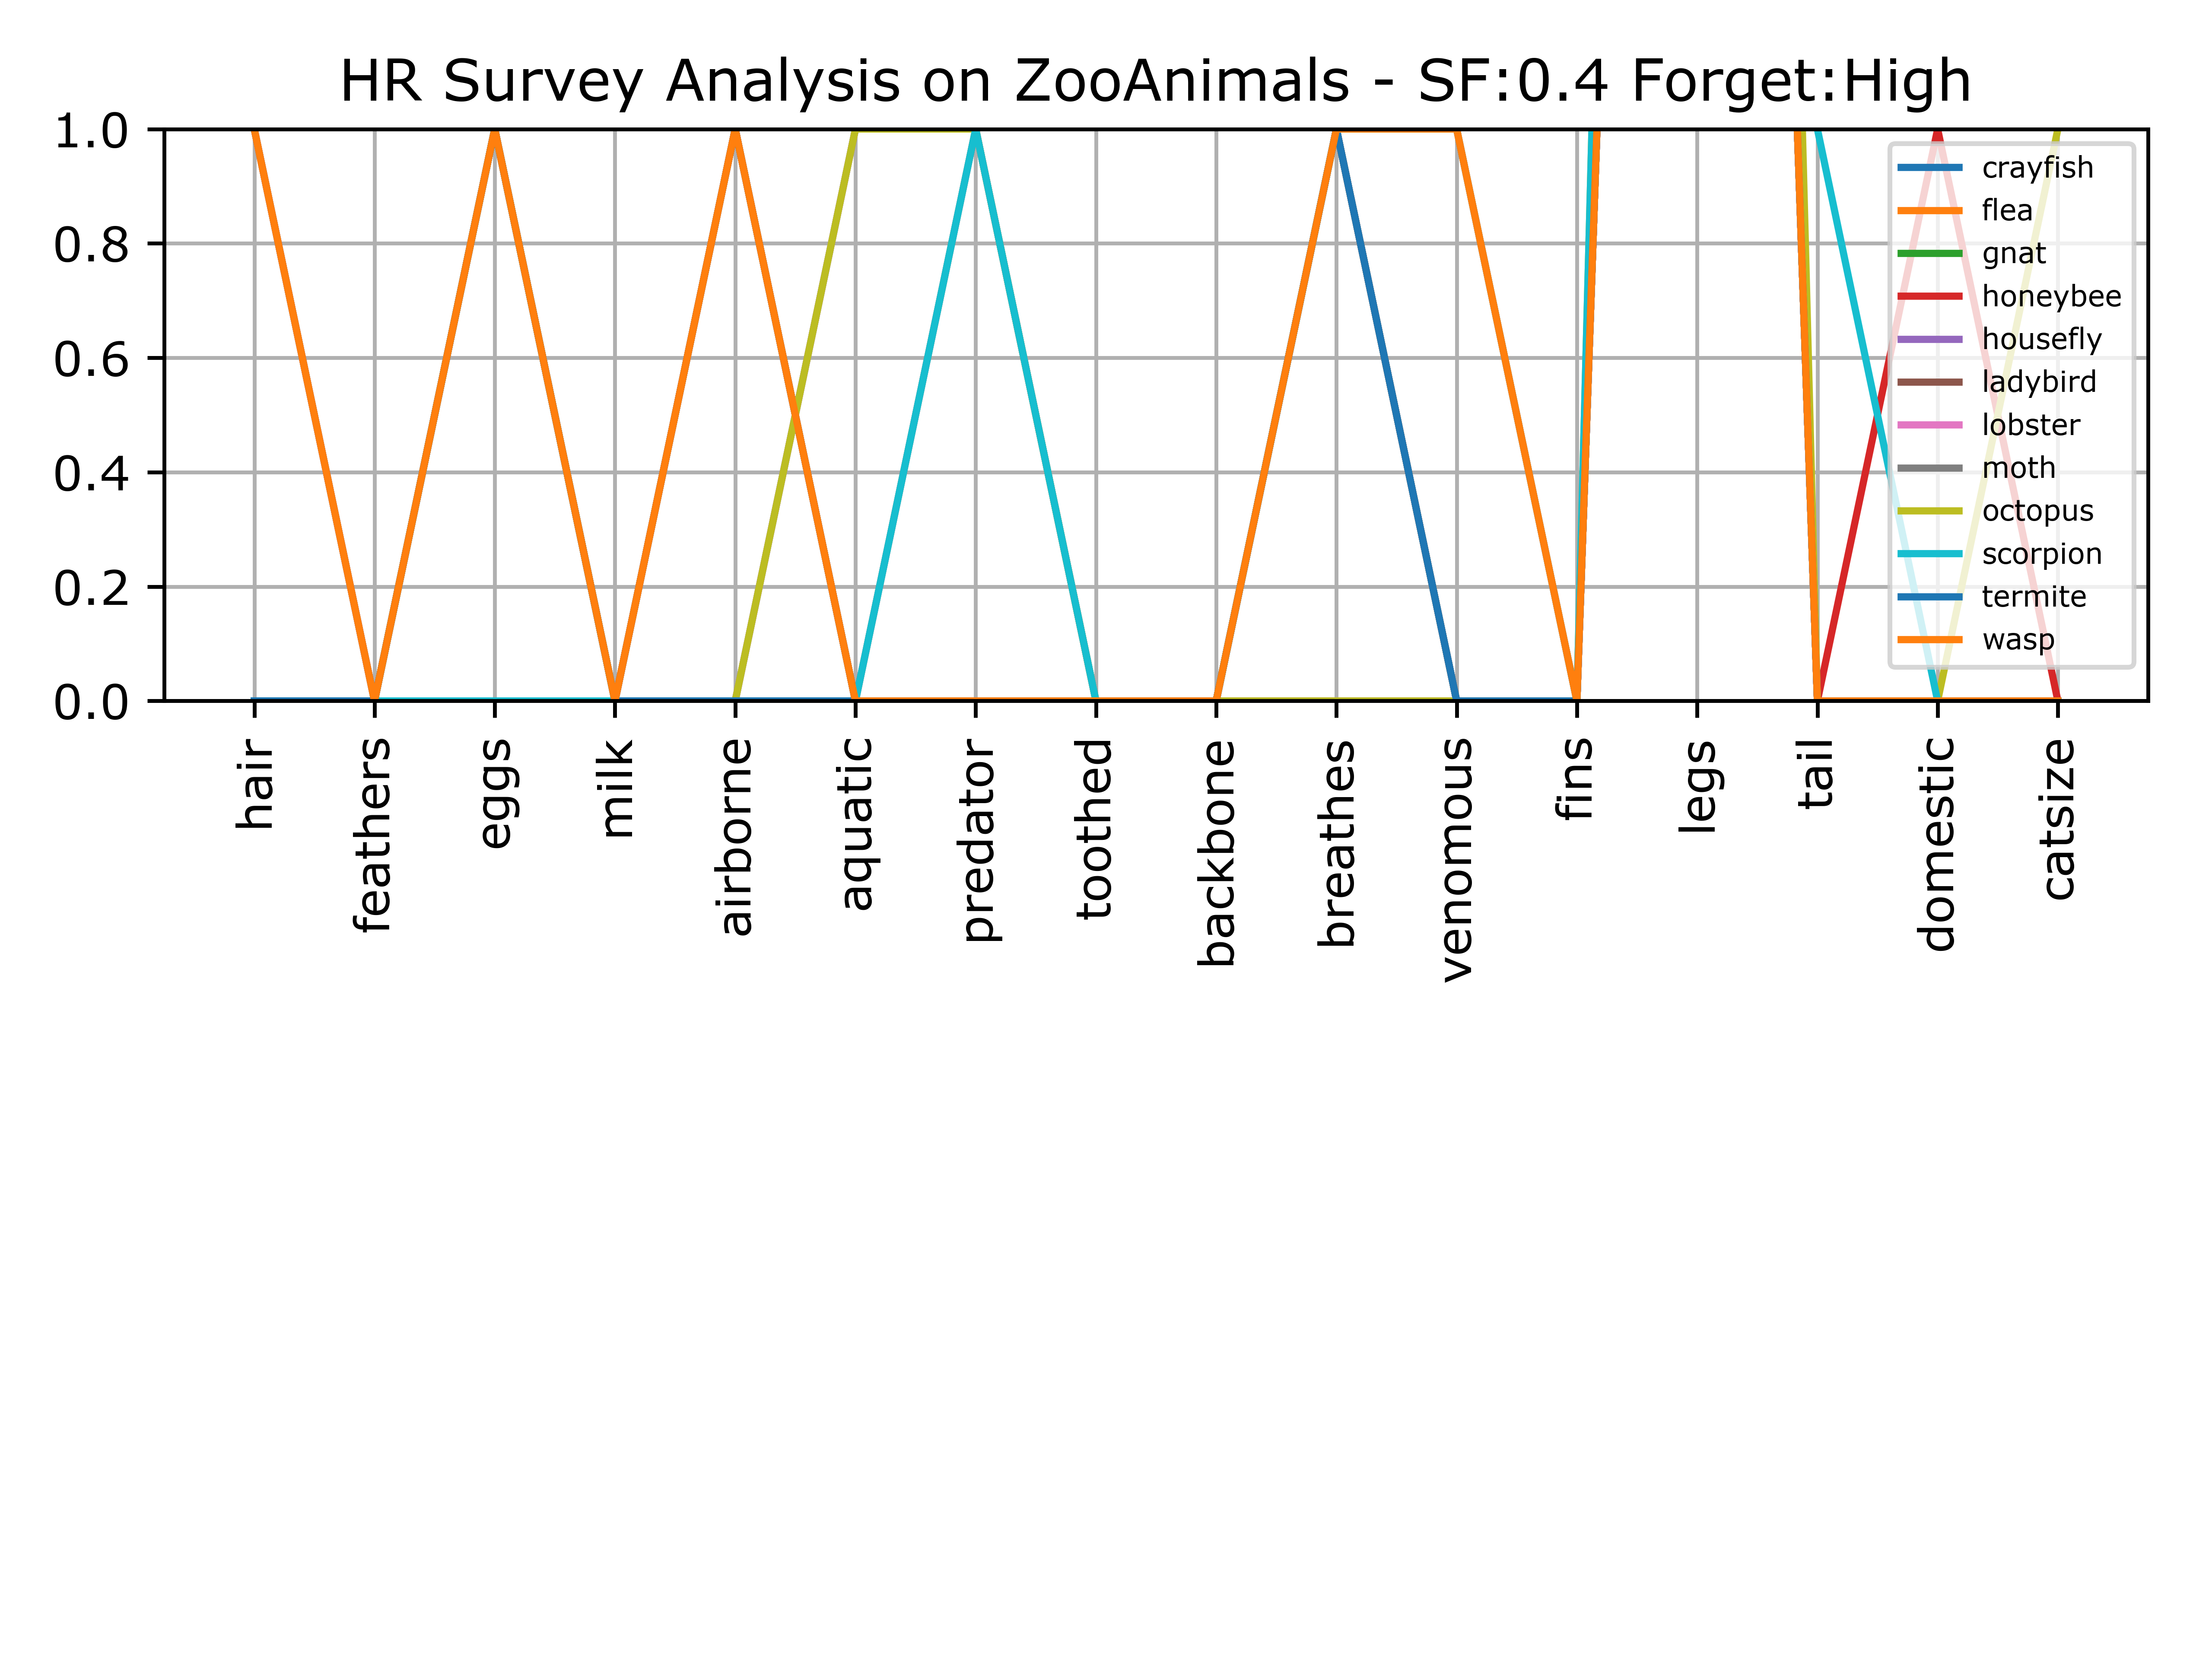 HR Survey Analysis on ZooAnimals - SF:0.4 Forget:High
1.0
0.8
0.6
0.4
0.2
0.0
crayfish
flea
gnat
honeybee
housefly
ladybird
lobster
moth
octopus
scorpion
termite
wasp
hair
feathers
eggs
milk
airborne
aquatic
predator
toothed
backbone
breathes
venomous
fins
legs
tail
domestic
catsize